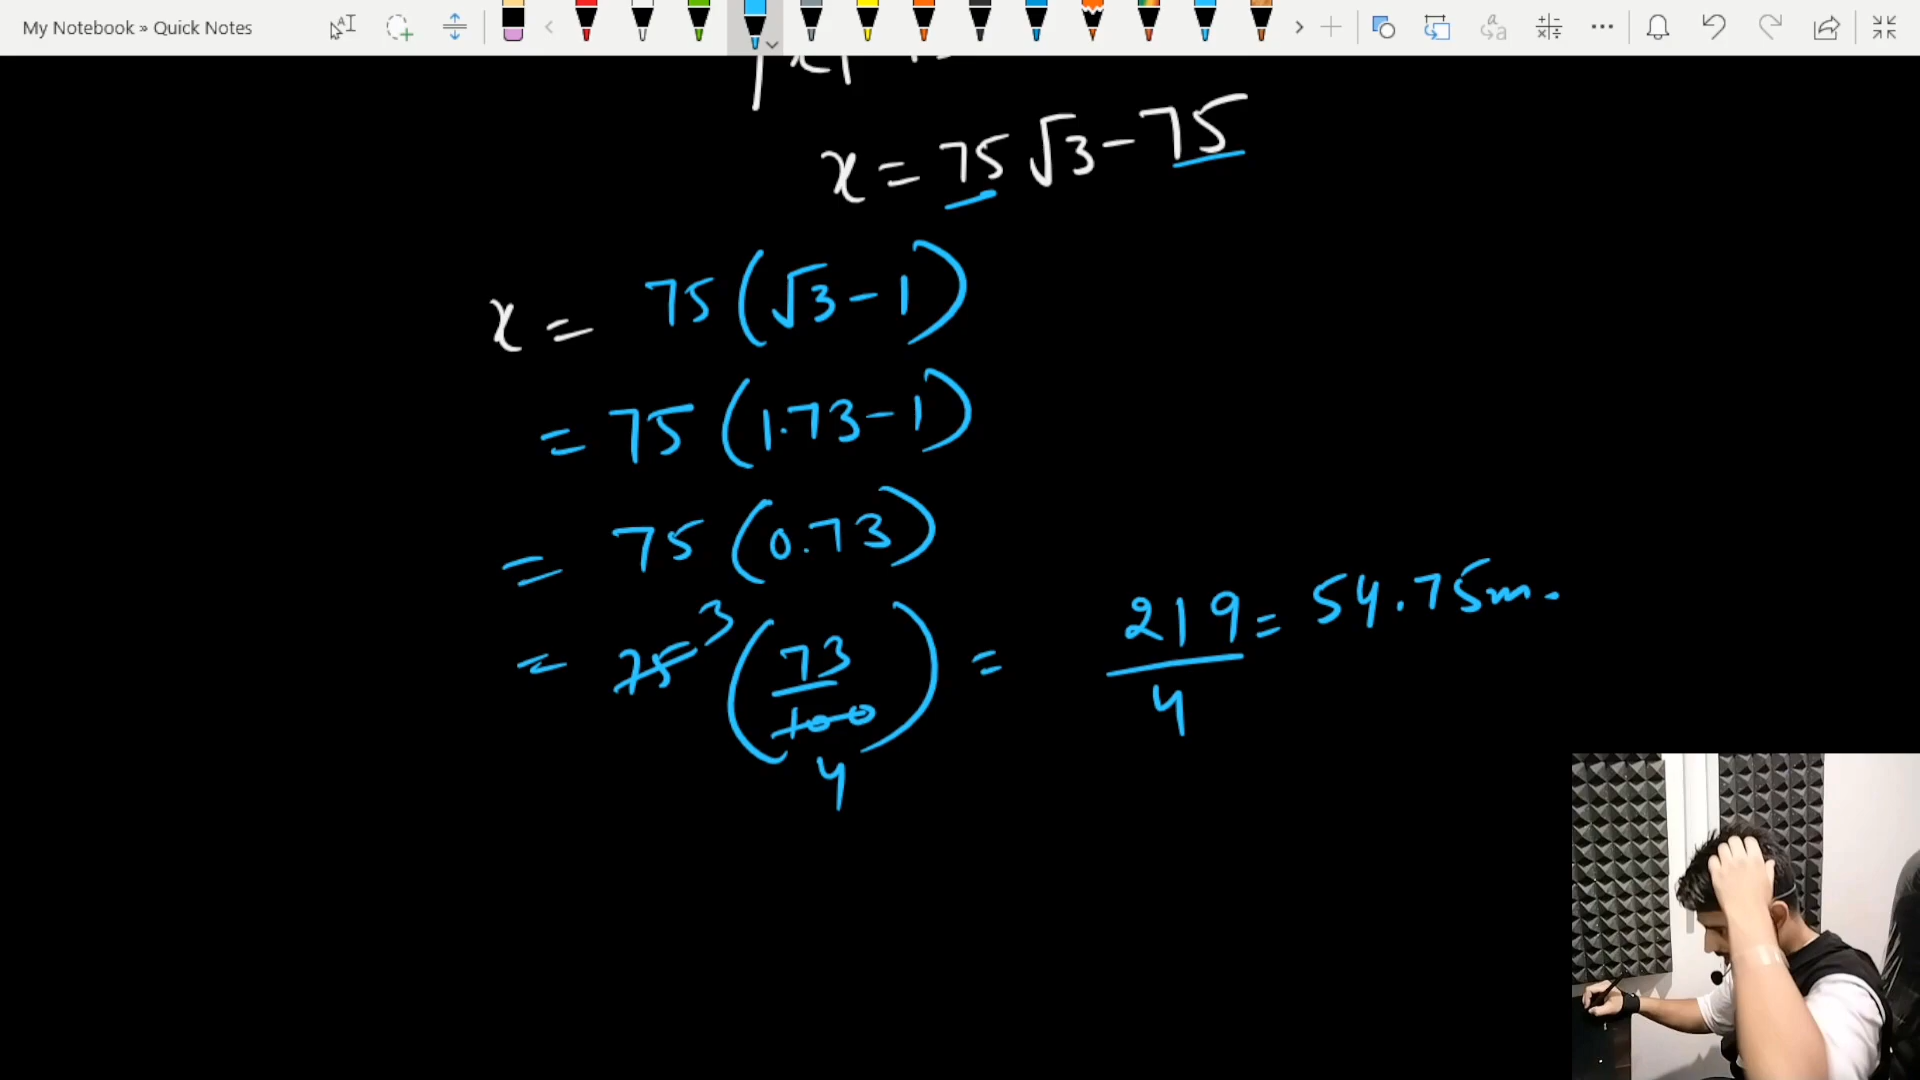 My Notebook » Quick Notes
x = 75 √3 - 75
x = 75 (√3 - 1)
= 75 (1.73 - 1)
= 75 (0.73)
= 75 3 (73/100 4) = 219/4 = 54.75m.